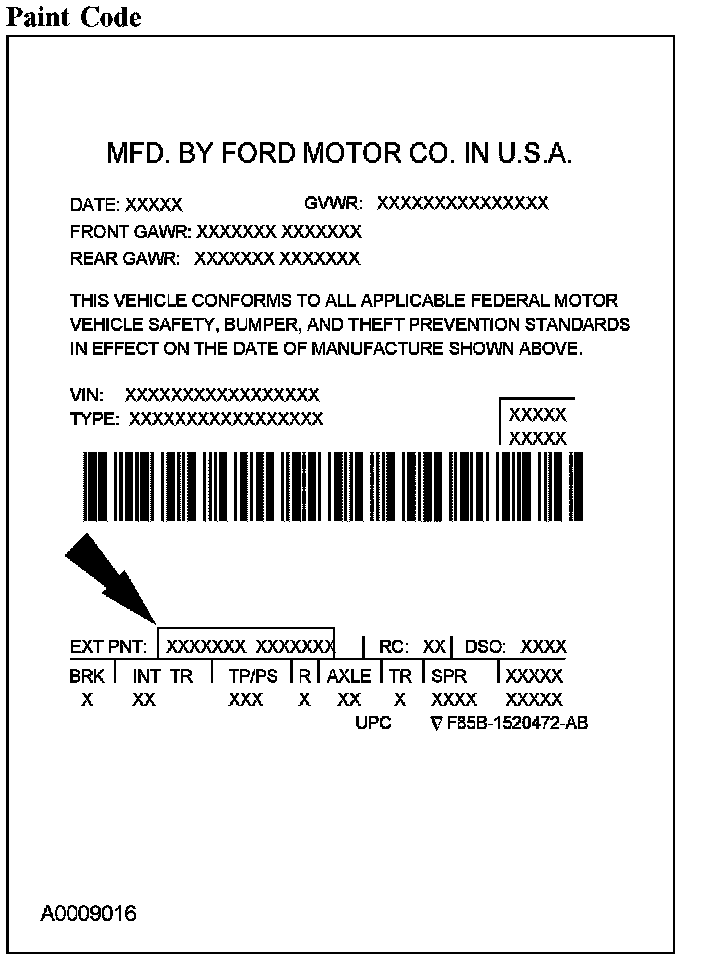 Paint Code
MFD. BY FORD MOTOR CO. IN U.S.A.
DATE: XXXXX GVWR: XXXXXXXXXXXXXXX
FRONT GAWR: XXXXXXX XXXXXXX
REAR GAWR: XXXXXXX XXXXXXX
THIS VEHICLE CONFORMS TO ALL APPLICABLE FEDERAL MOTOR
VEHICLE SAFETY, BUMPER, AND THEFT PREVENTION STANDARDS
IN EFFECT ON THE DATE OF MANUFACTURE SHOWN ABOVE.
VIN: XXXXXXXXXXXXXXXXX
TYPE: XXXXXXXXXXXXXXXXX
XXXXX
XXXXX
EXT PNT: XXXXXXX XXXXXXX RC: XX DSO: XXXX
BRK INT TR TP/PS R AXLE TR SPR XXXXX
X XX XXX X XX X XXXX XXXXX
UPC ∇ F85B-1520472-AB
A0009016